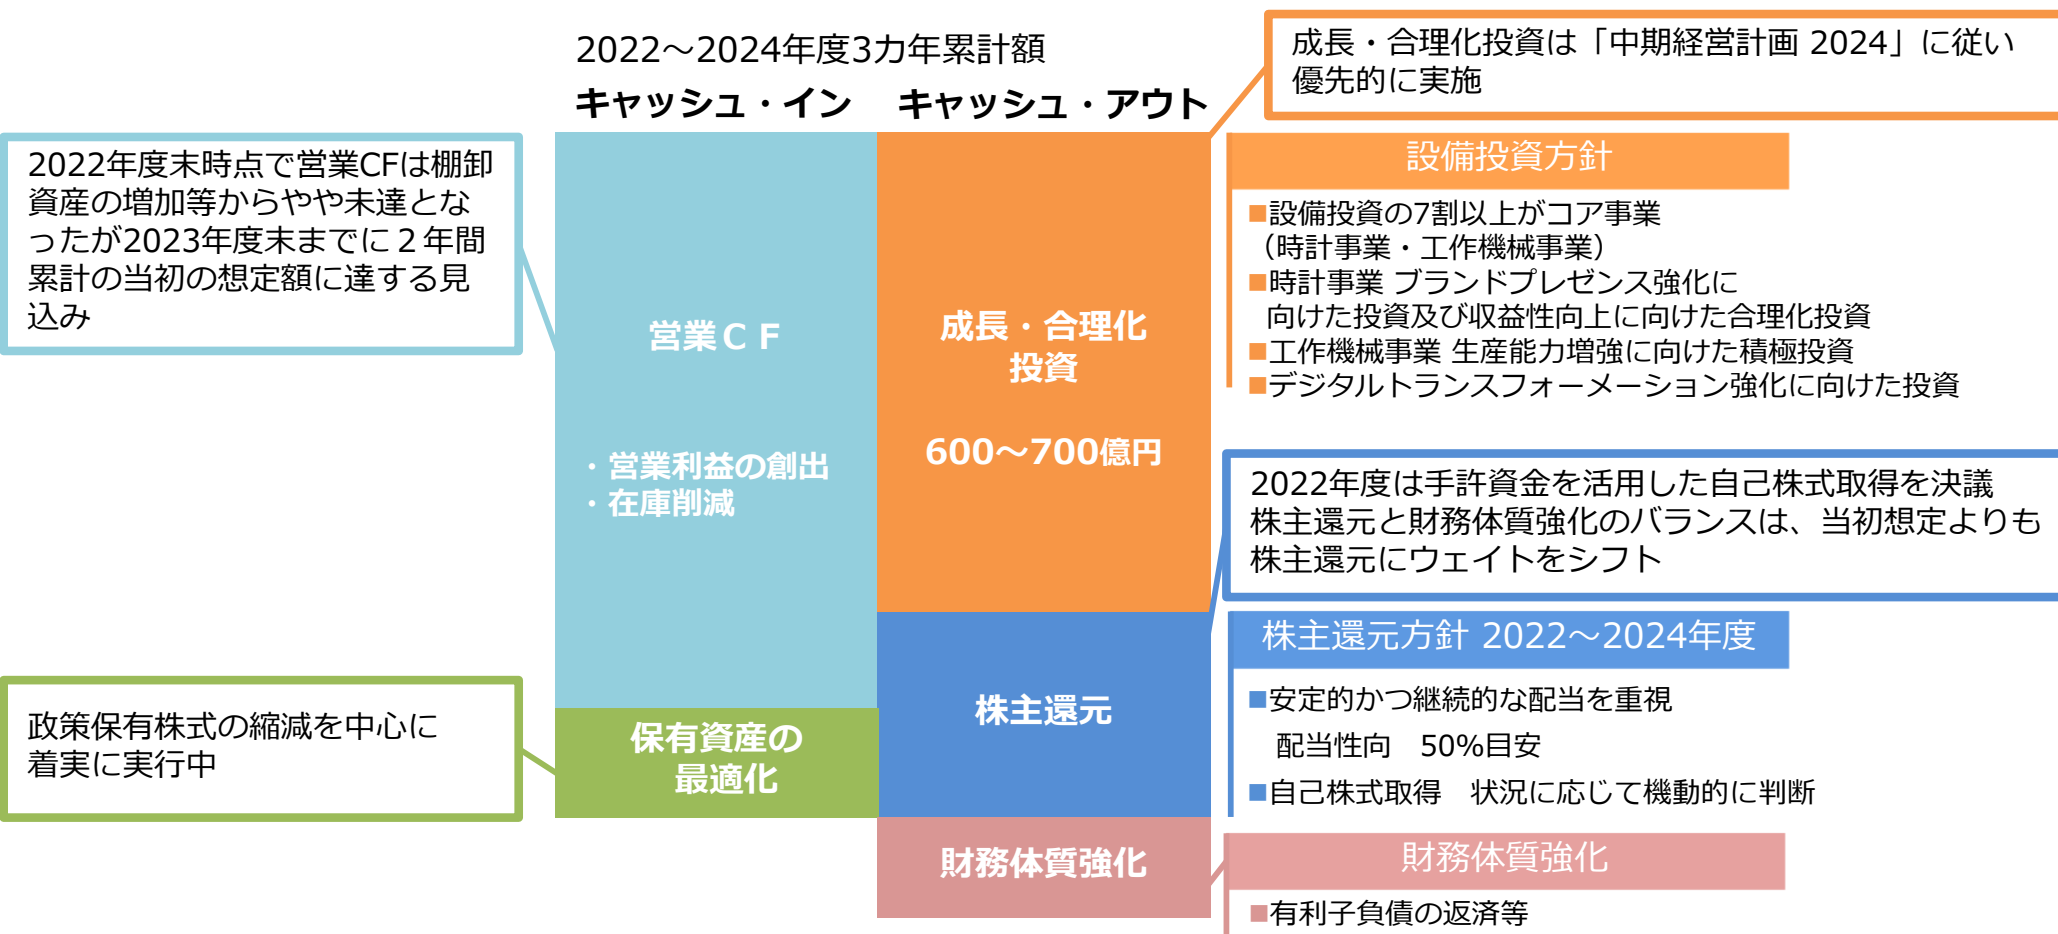 2022～2024年度3カ年累計額
キャッシュ・イン
キャッシュ・アウト
成長・合理化投資は「中期経営計画 2024」に従い
優先的に実施
2022年度末時点で営業CFは棚卸
資産の増加等からやや未達とな
ったが2023年度末までに２年間
累計の当初の想定額に達する見
込み
営業ＣＦ
・営業利益の創出
・在庫削減
成長・合理化
投資
600～700億円
設備投資方針
■設備投資の7割以上がコア事業
（時計事業・工作機械事業）
■時計事業 ブランドプレゼンス強化に
向けた投資及び収益性向上に向けた合理化投資
■工作機械事業 生産能力増強に向けた積極投資
■デジタルトランスフォーメーション強化に向けた投資
2022年度は手許資金を活用した自己株式取得を決議
株主還元と財務体質強化のバランスは、当初想定よりも
株主還元にウェイトをシフト
政策保有株式の縮減を中心に
着実に実行中
保有資産の
最適化
株主還元
株主還元方針 2022～2024年度
■安定的かつ継続的な配当を重視
配当性向　50%目安
■自己株式取得　状況に応じて機動的に判断
財務体質強化
財務体質強化
■有利子負債の返済等